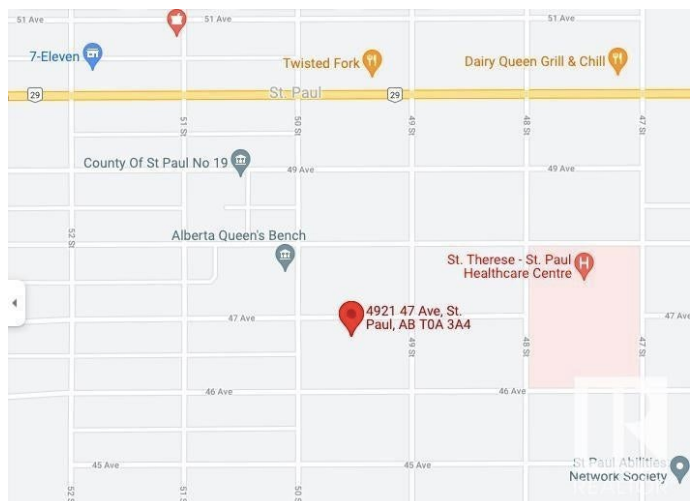 51 Ave
51 Ave
51 Ave
7-Eleven
Twisted Fork
Dairy Queen Grill & Chill
29
St. Paul
29
51 St
50 St
49 St
48 St
47 St
County Of St Paul No 19
49 Ave
49 Ave
52 St
Alberta Queen's Bench
St. Therese - St. Paul
Healthcare Centre
4921 47 Ave, St.
Paul, AB T0A 3A4
47 Ave
47 Ave
49 St
48 St
47 St
46 Ave
46 Ave
45 Ave
45 Ave
St Paul Abilities
Network Society
52 St
51 St
50 St
REALTOR